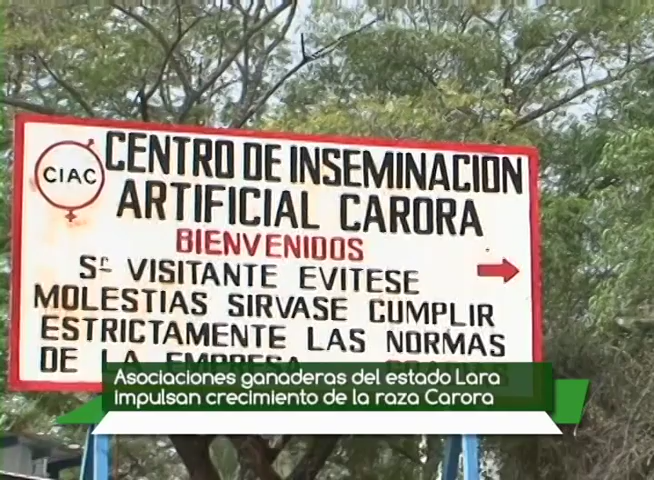 CIAC
CENTRO DE INSEMINACION
ARTIFICIAL CARORA
BIENVENIDOS
Sr VISITANTE EVITESE
MOLESTIAS SIRVASE CUMPLIR
ESTRICTAMENTE LAS NORMAS
DE LA EMPRESA
Asociaciones ganaderas del estado Lara
impulsan crecimiento de la raza Carora